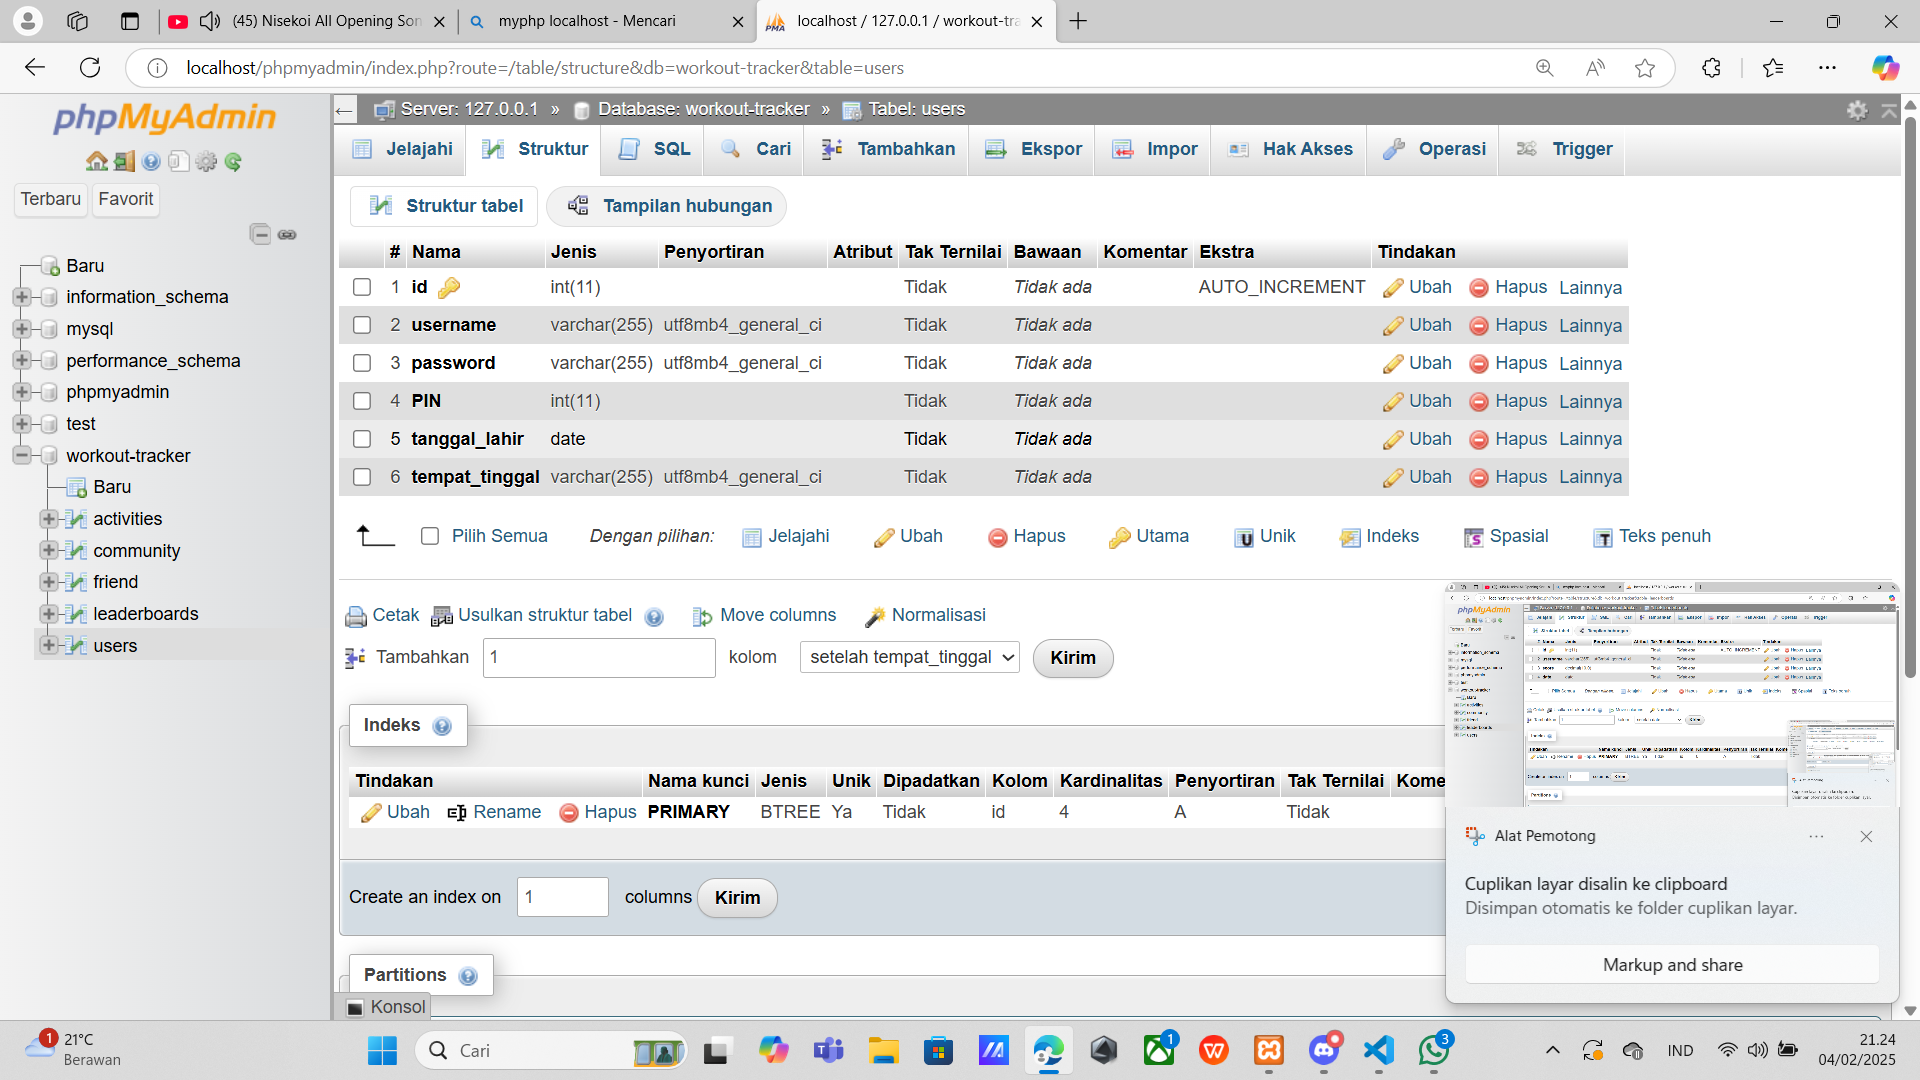 (45) Nisekoi All Opening Son
myphp localhost - Mencari
localhost / 127.0.0.1 / workout-tra
localhost/phpmyadmin/index.php?route=/table/structure&db=workout-tracker&table=users
phpMyAdmin
Terbaru
Favorit
Baru
information_schema
mysql
performance_schema
phpmyadmin
test
workout-tracker
Baru
activities
community
friend
leaderboards
users
Server: 127.0.0.1 » Database: workout-tracker » Tabel: users
Jelajahi Struktur SQL Cari Tambahkan Ekspor Impor Hak Akses Operasi Trigger
Struktur tabel Tampilan hubungan
# Nama Jenis Penyortiran Atribut Tak Ternilai Bawaan Komentar Ekstra Tindakan
1 id int(11) Tidak Tidak ada AUTO_INCREMENT Ubah Hapus Lainnya
2 username varchar(255) utf8mb4_general_ci Tidak Tidak ada Ubah Hapus Lainnya
3 password varchar(255) utf8mb4_general_ci Tidak Tidak ada Ubah Hapus Lainnya
4 PIN int(11) Tidak Tidak ada Ubah Hapus Lainnya
5 tanggal_lahir date Tidak Tidak ada Ubah Hapus Lainnya
6 tempat_tinggal varchar(255) utf8mb4_general_ci Tidak Tidak ada Ubah Hapus Lainnya
Pilih Semua Dengan pilihan: Jelajahi Ubah Hapus Utama Unik Indeks Spasial Teks penuh
Cetak Usulkan struktur tabel Move columns Normalisasi
Tambahkan 1 kolom setelah tempat_tinggal Kirim
Indeks
Tindakan Nama kunci Jenis Unik Dipadatkan Kolom Kardinalitas Penyortiran Tak Ternilai Kome
Ubah Rename Hapus PRIMARY BTREE Ya Tidak id 4 A Tidak
Create an index on 1 columns Kirim
Partitions
Konsol
Alat Pemotong
Cuplikan layar disalin ke clipboard
Disimpan otomatis ke folder cuplikan layar.
Markup and share
1
21°C
Berawan
Cari
1
3
IND
21.24
04/02/2025